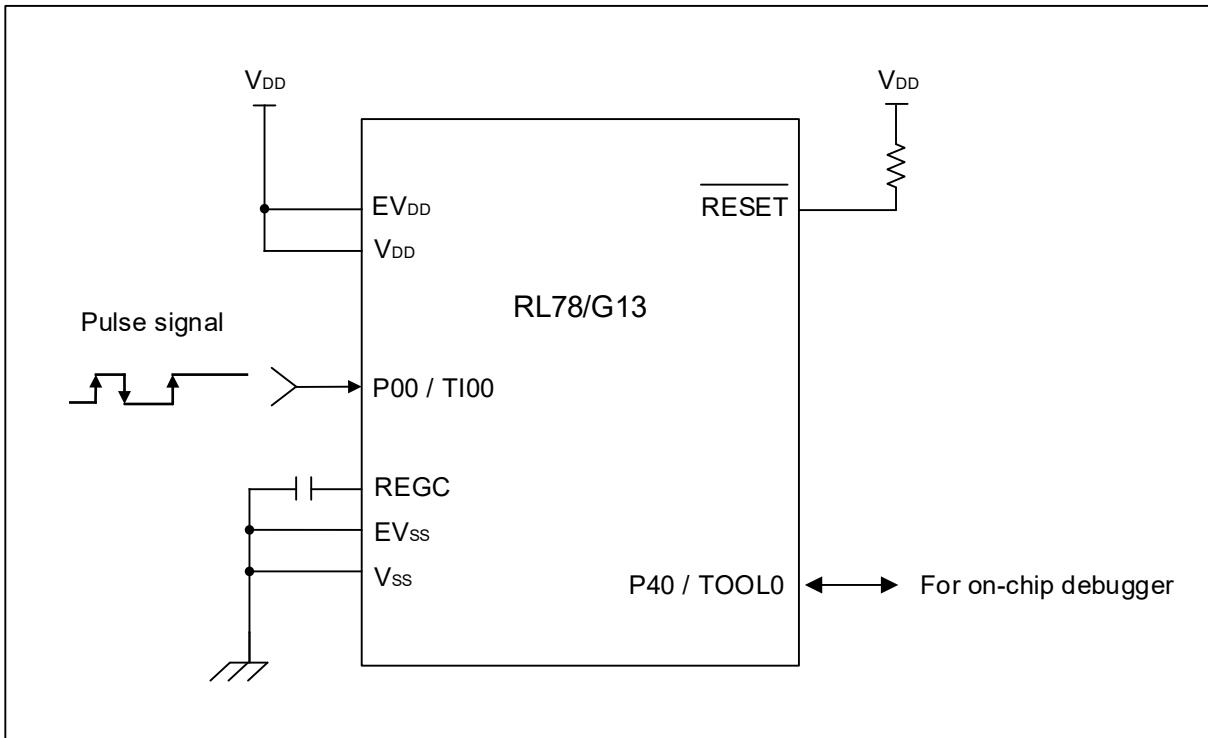 VDD
VDD
EVDD
RESET
VDD
RL78/G13
Pulse signal
P00 / TI00
REGC
EVSS
VSS
P40 / TOOL0
For on-chip debugger